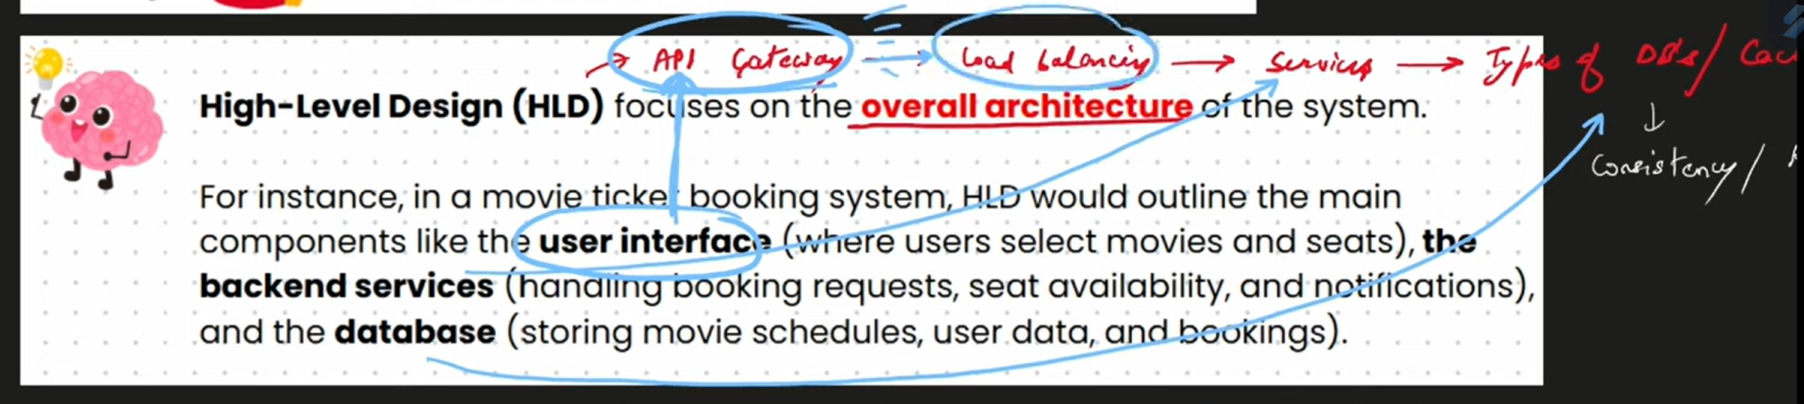 → API Gateway → Load balancing → Services → Types of DB's/
High-Level Design (HLD) focuses on the overall architecture of the system.
↓
Consistency/
For instance, in a movie ticket booking system, HLD would outline the main
components like the user interface (where users select movies and seats), the
backend services (handling booking requests, seat availability, and notifications),
and the database (storing movie schedules, user data, and bookings).